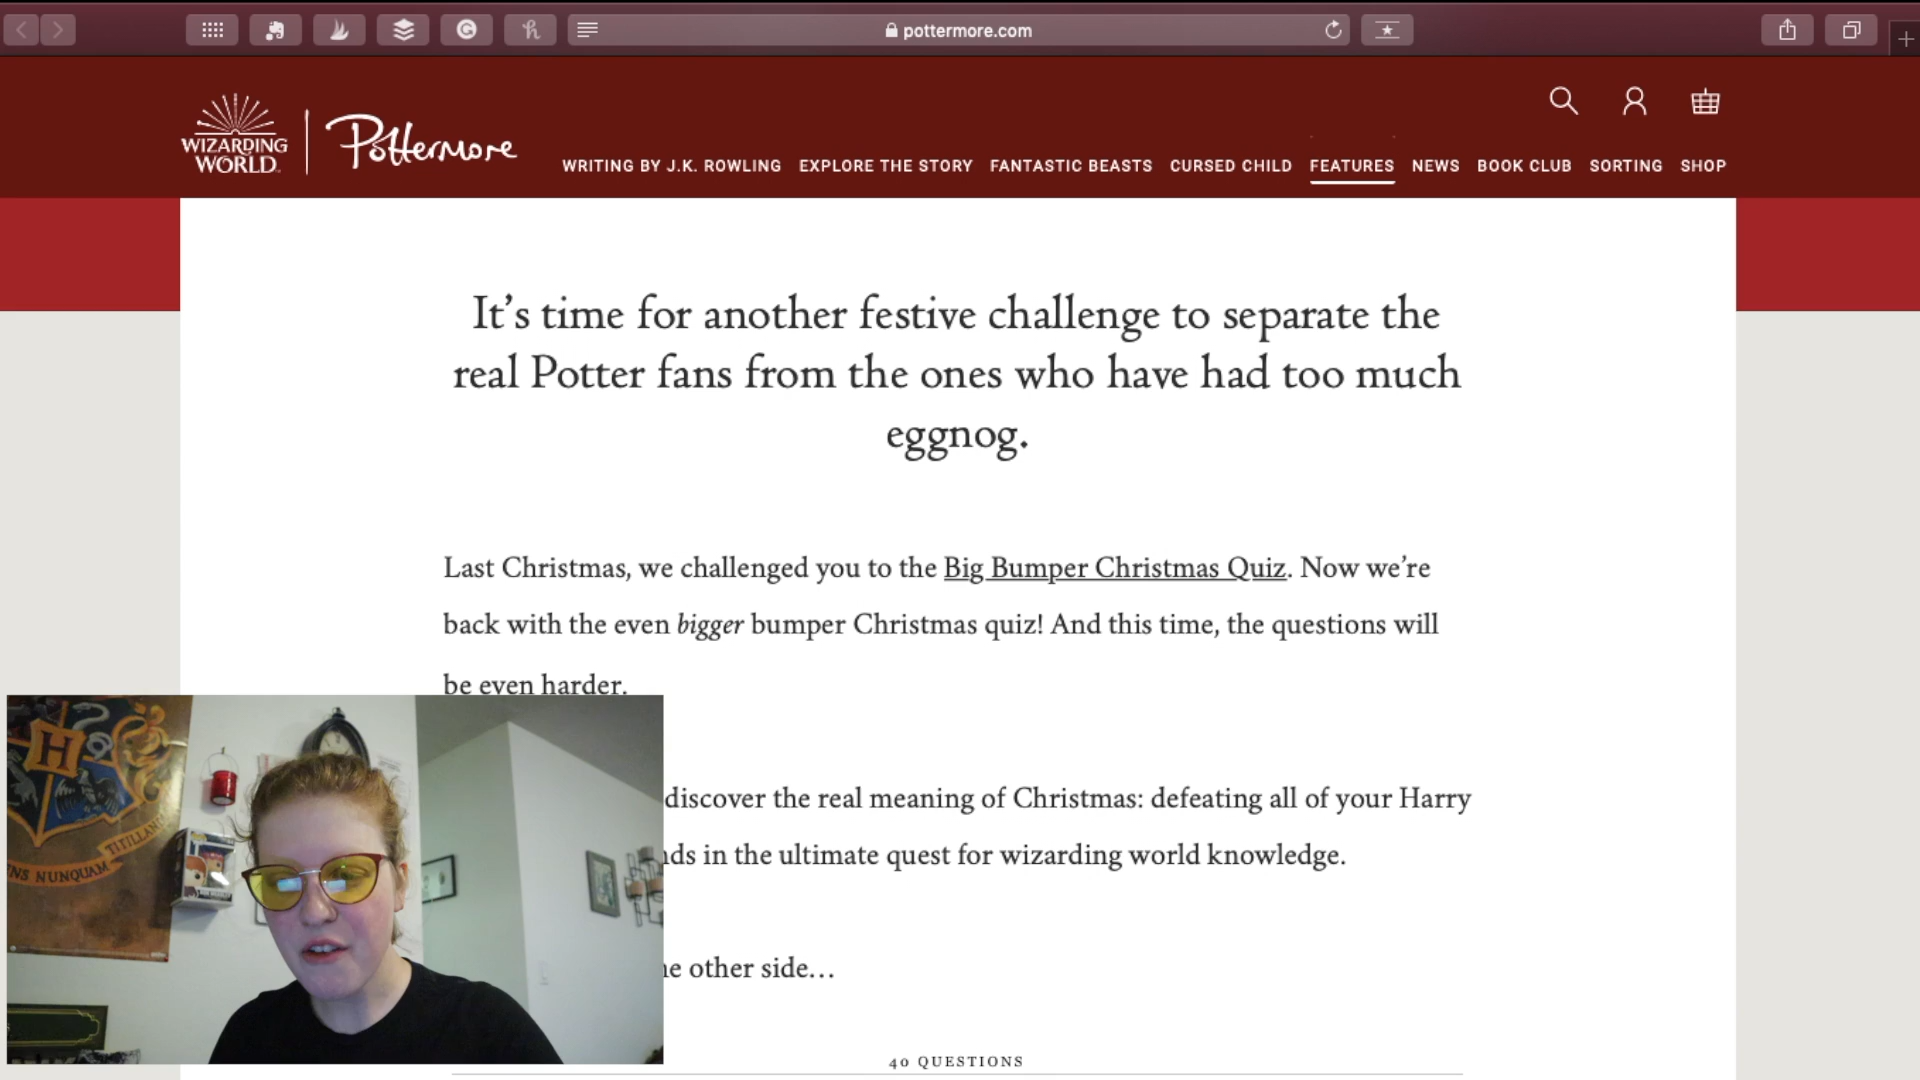 pottermore.com
WIZARDING
WORLD
Pottermore
WRITING BY J.K. ROWLING EXPLORE THE STORY FANTASTIC BEASTS CURSED CHILD FEATURES NEWS BOOK CLUB SORTING SHOP
It's time for another festive challenge to separate the
real Potter fans from the ones who have had too much
eggnog.
Last Christmas, we challenged you to the Big Bumper Christmas Quiz. Now we're
back with the even bigger bumper Christmas quiz! And this time, the questions will
be even harder.
discover the real meaning of Christmas: defeating all of your Harry
in the ultimate quest for wizarding world knowledge.
other side...
40 QUESTIONS
H
NUNQUAM
TITILLAN